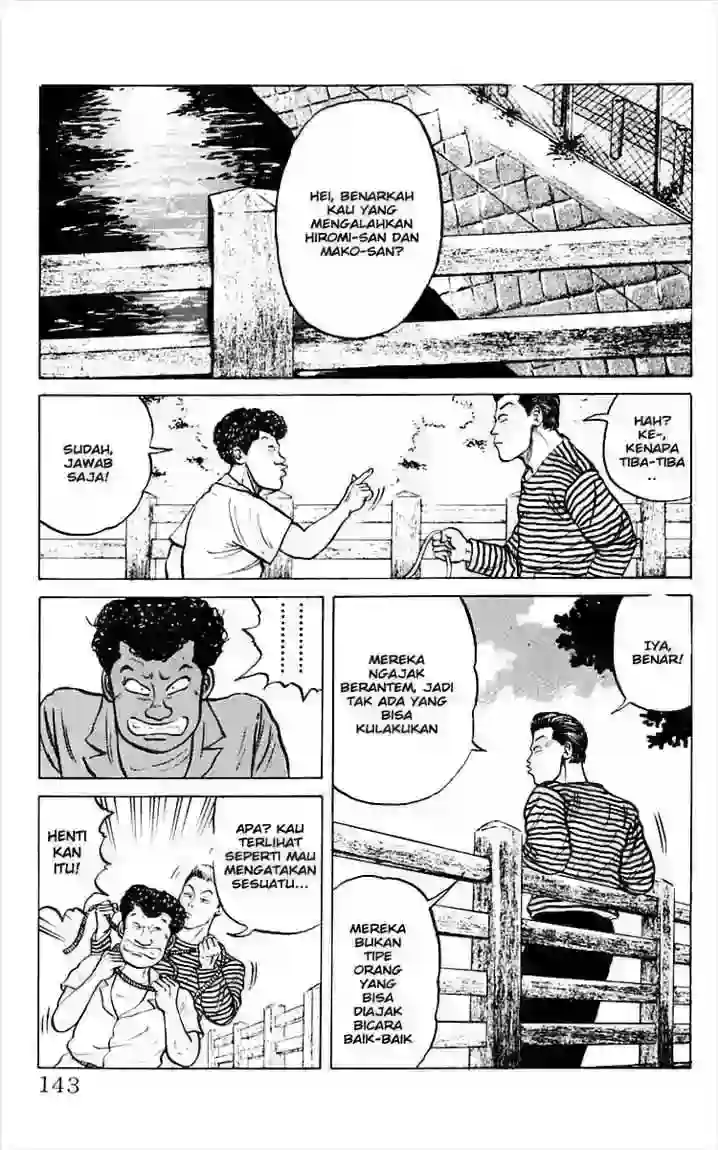 HEI, BENARKAH
KAU YANG
MENGALAHKAN
HIROMI-SAN DAN
MAKO-SAN?
HAH?
KE-,
KENAPA
TIBA-TIBA
..
SUDAH,
JAWAB
SAJA!
IYA,
BENAR!
MEREKA
NGAJAK
BERANTEM, JADI
TAK ADA YANG
BISA
KULAKUKAN
MEREKA
BUKAN
TIPE
ORANG
YANG
BISA
DIAJAK
BICARA
BAIK-BAIK
APA? KAU
TERLIHAT
SEPERTI MAU
MENGATAKAN
SESUATU...
HENTI
KAN
ITU!
143